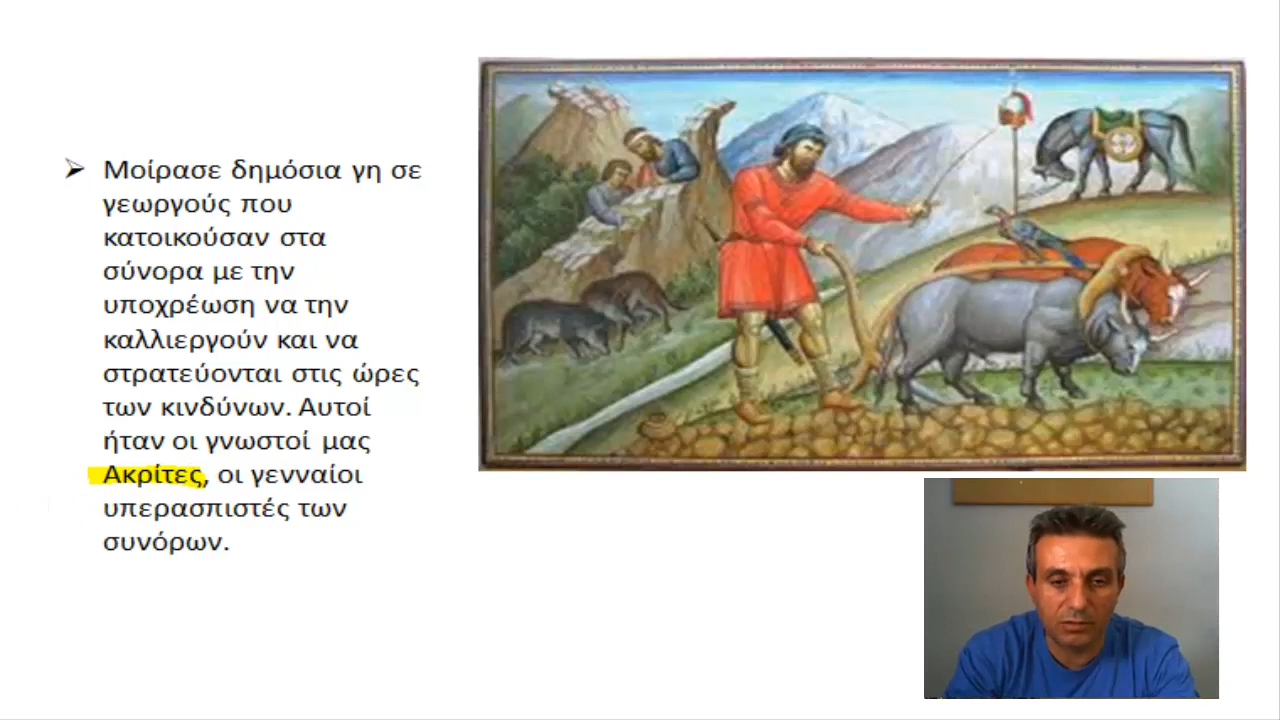 ➢ Μοίρασε δημόσια γη σε
γεωργούς που
κατοικούσαν στα
σύνορα με την
υποχρέωση να την
καλλιεργούν και να
στρατεύονται στις ώρες
των κινδύνων. Αυτοί
ήταν οι γνωστοί μας
Ακρίτες, οι γενναίοι
υπερασπιστές των
συνόρων.